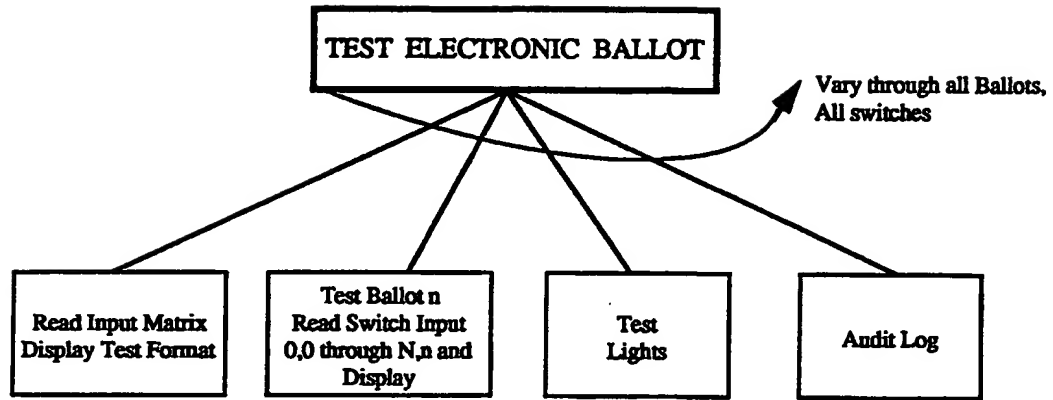 TEST ELECTRONIC BALLOT
Vary through all Ballots,
All switches
Read Input Matrix
Display Test Format
Test Ballot n
Read Switch Input
0,0 through N,n and
Display
Test
Lights
Audit Log